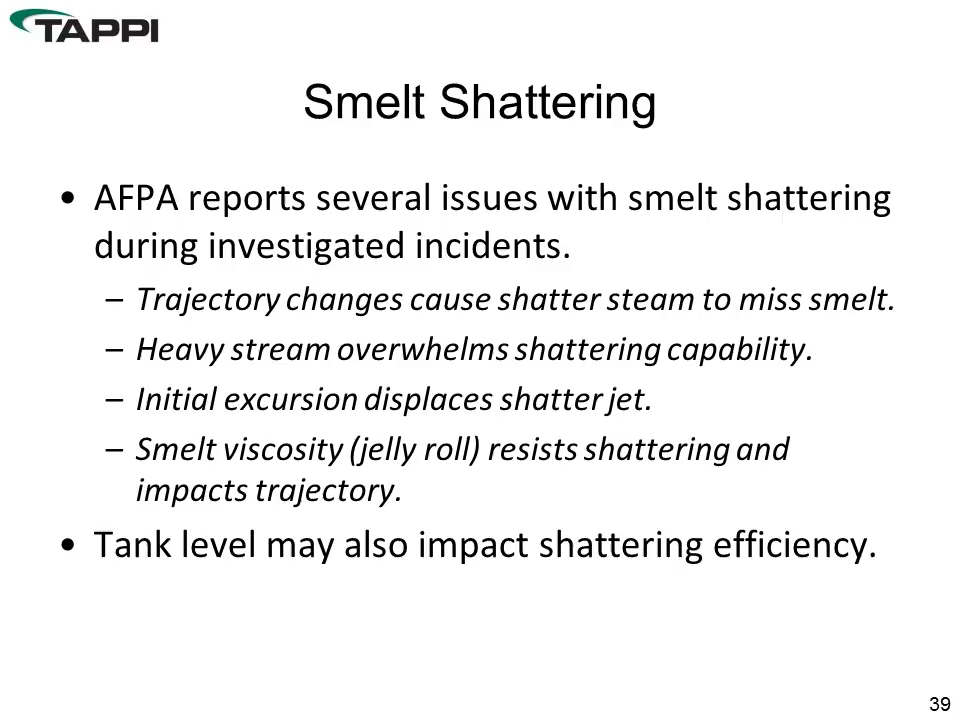 TAPPI
Smelt Shattering
• AFPA reports several issues with smelt shattering
during investigated incidents.
– Trajectory changes cause shatter steam to miss smelt.
– Heavy stream overwhelms shattering capability.
– Initial excursion displaces shatter jet.
– Smelt viscosity (jelly roll) resists shattering and
impacts trajectory.
• Tank level may also impact shattering efficiency.
39